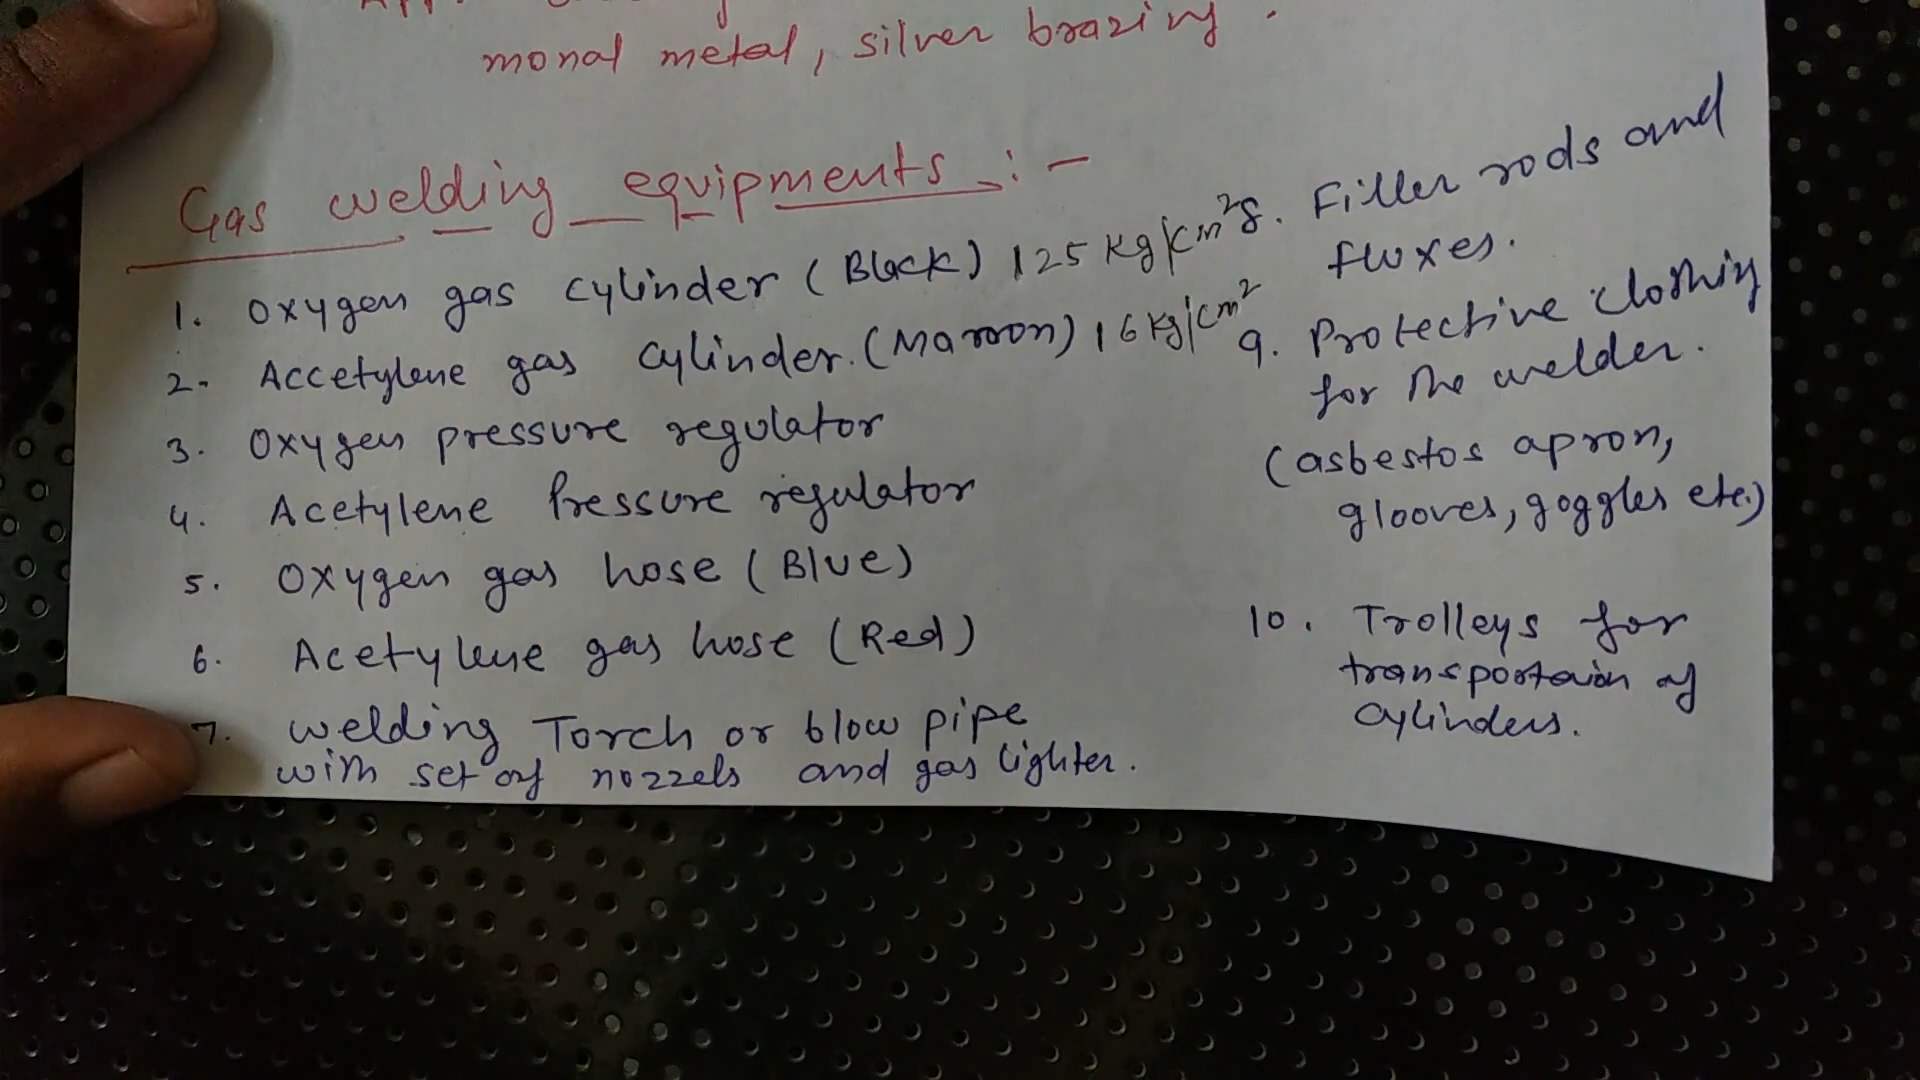 monal metal, silver brazing.
Gas welding equipments :-
1. Oxygen gas cylinder (Black) 125 kg/cm²
2. Accetylene gas cylinder. (Maroon) 16 kg/cm²
3. Oxygen pressure regulator
4. Acetylene Pressure regulator
5. Oxygen gas hose (Blue)
6. Acetylene gas hose (Red)
7. welding Torch or blow pipe
with set of nozzels and gas lighter.
8. Filler rods and
fluxes.
9. Protective clothing
for the welder.
(asbestos apron,
glooves, goggles etc.)
10. Trolleys for
transportaion of
cylinders.